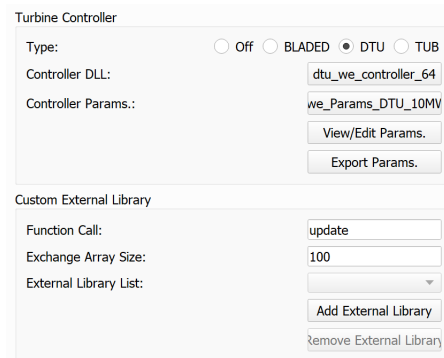 Turbine Controller
Type: Off BLADED DTU TUB
Controller DLL: dtu_we_controller_64
Controller Params.: we_Params_DTU_10MW
View/Edit Params.
Export Params.
Custom External Library
Function Call: update
Exchange Array Size: 100
External Library List:
Add External Library
Remove External Library